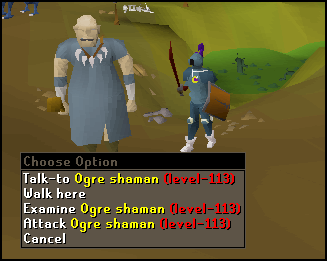 Choose Option
Talk-to Ogre shaman (level-113)
Walk here
Examine Ogre shaman (level-113)
Attack Ogre shaman (level-113)
Cancel